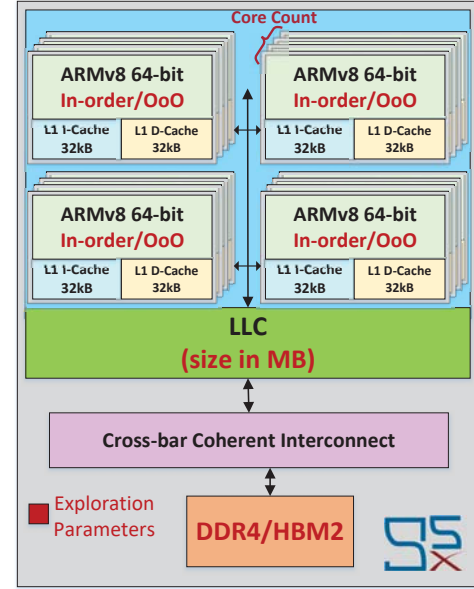 Core Count
ARMv8 64-bit
In-order/OoO
L1 I-Cache
32kB
L1 D-Cache
32kB
ARMv8 64-bit
In-order/OoO
L1 I-Cache
32kB
L1 D-Cache
32kB
ARMv8 64-bit
In-order/OoO
L1 I-Cache
32kB
L1 D-Cache
32kB
ARMv8 64-bit
In-order/OoO
L1 I-Cache
32kB
L1 D-Cache
32kB
LLC
(size in MB)
Cross-bar Coherent Interconnect
Exploration
Parameters
DDR4/HBM2
g5x